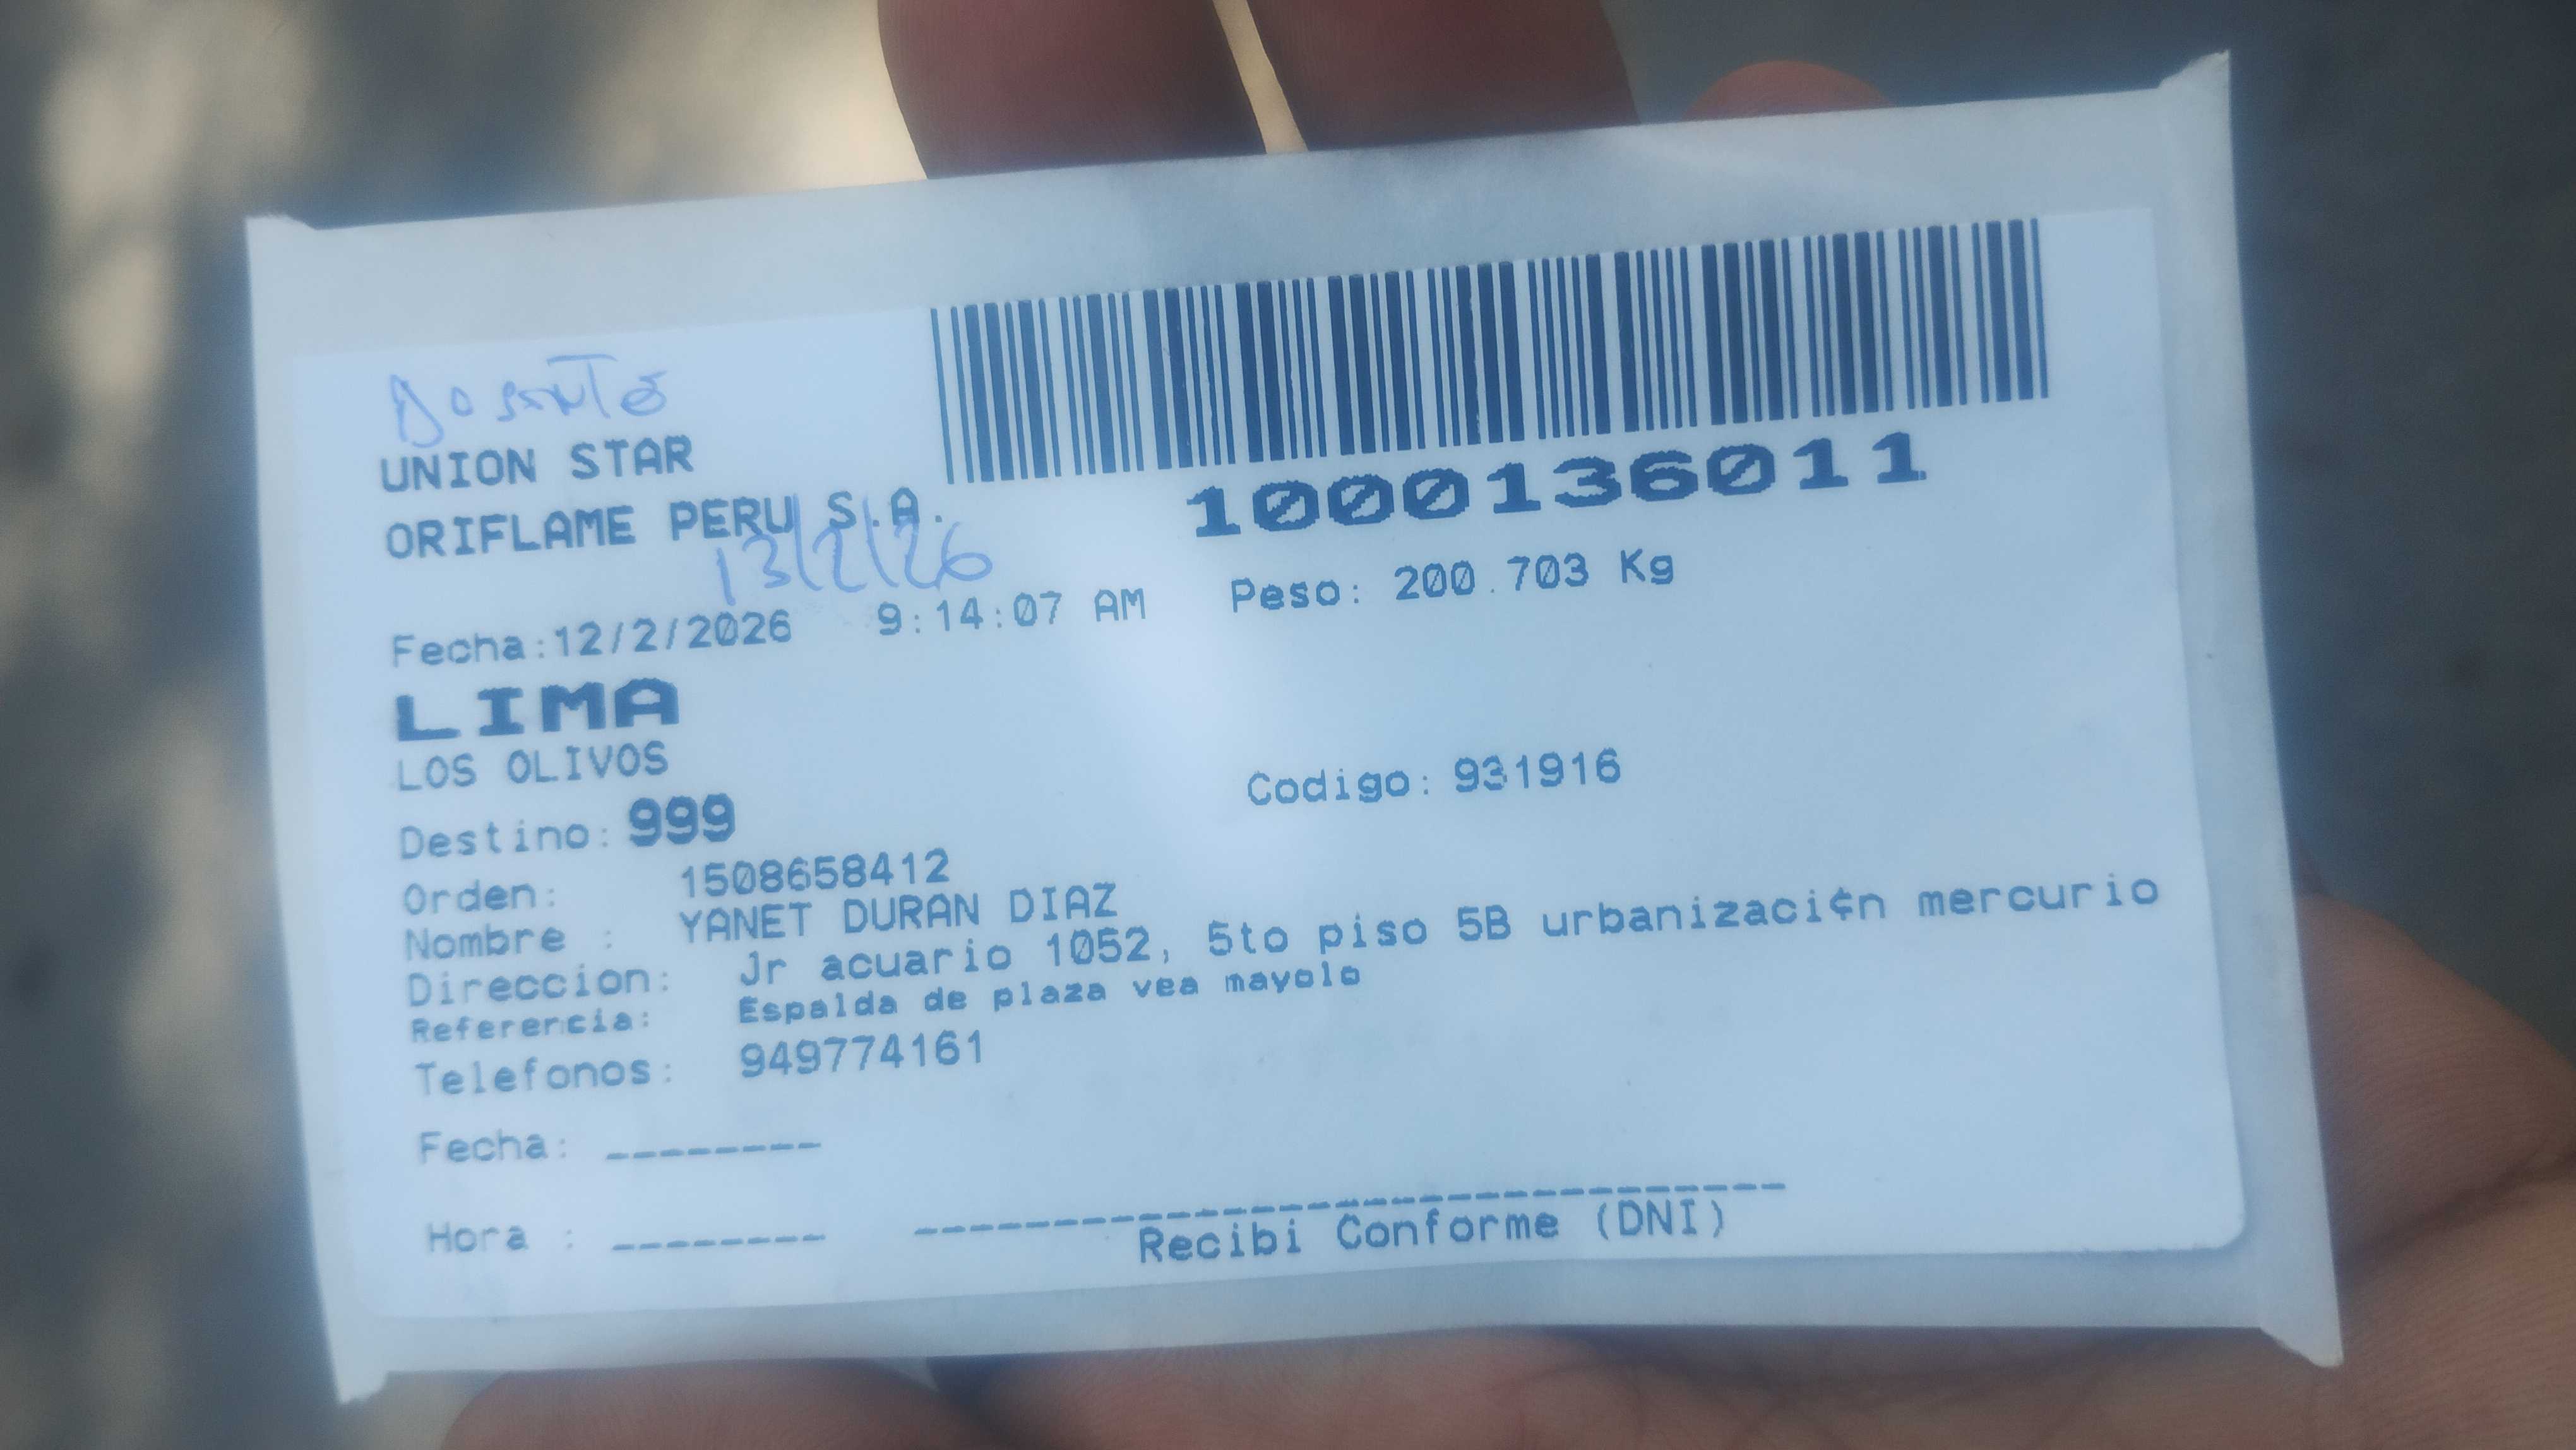 UNION STAR
ORIFLAME PERU S.A.
1000136011
13/2/26
Fecha:12/2/2026 9:14:07 AM Peso: 200.703 Kg
LIMA
LOS OLIVOS
Codigo: 931916
Destino: 999
Orden: 1508658412
Nombre : YANET DURAN DIAZ
Direccion: Jr acuario 1052, 5to piso 5B urbanizaci¢n mercurio
Referencia: Espalda de plaza vea mayolo
Telefonos: 949774161
Fecha: --------
Hora : --------
Recibi Conforme (DNI)